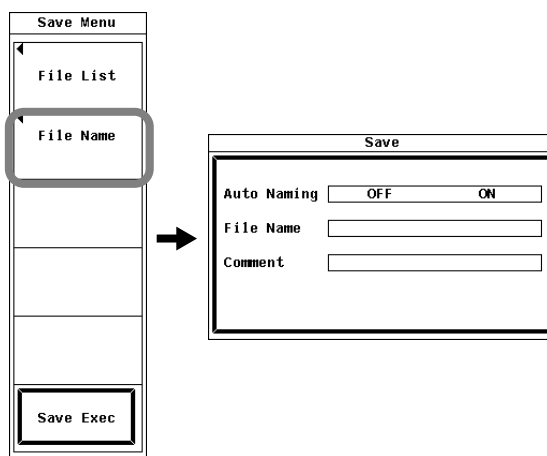 Save Menu
File List
File Name
Save Exec
Save
Auto Naming OFF ON
File Name
Comment